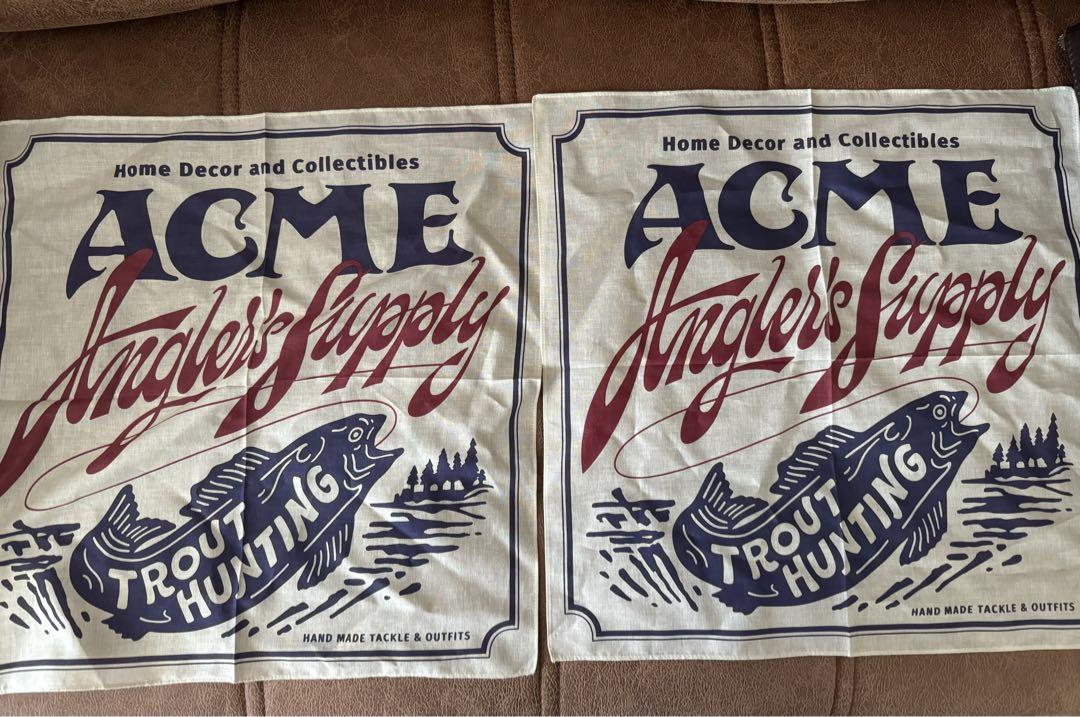 Home Decor and Collectibles
ACME
Angler's Supply
TROUT
HUNTING
HAND MADE TACKLE & OUTFITS
Home Decor and Collectibles
ACME
Angler's Supply
TROUT
HUNTING
HAND MADE TACKLE & OUTFITS